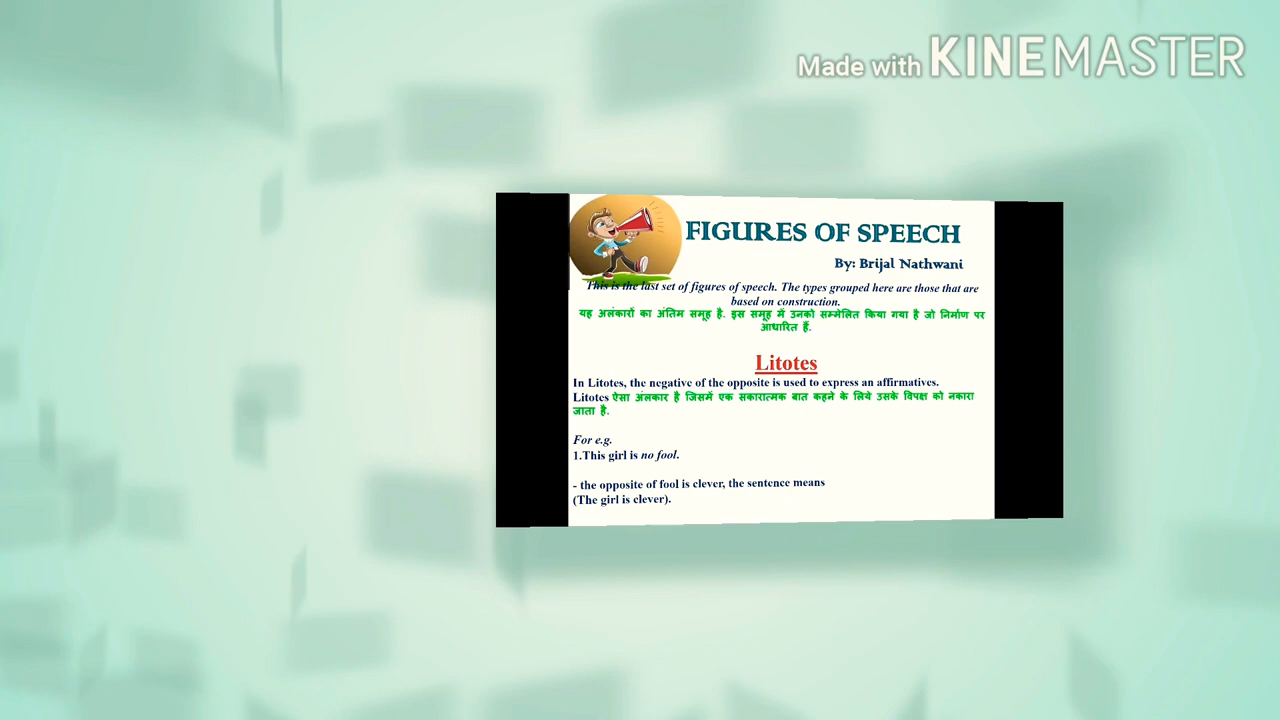 Made with KINEMASTER
FIGURES OF SPEECH
By: Brijal Nathwani
This is the last set of figures of speech. The types grouped here are those that are
based on construction.
यह अलंकारों का अंतिम समूह है. इस समूह में उनको सम्मेलित किया गया है जो निर्माण पर
आधारित हैं.
Litotes
In Litotes, the negative of the opposite is used to express an affirmatives.
Litotes ऐसा अलंकार है जिसमें एक सकारात्मक बात कहने के लिये उसके विपक्ष को नकारा
जाता है.
For e.g.
1.This girl is no fool.
- the opposite of fool is clever, the sentence means
(The girl is clever).